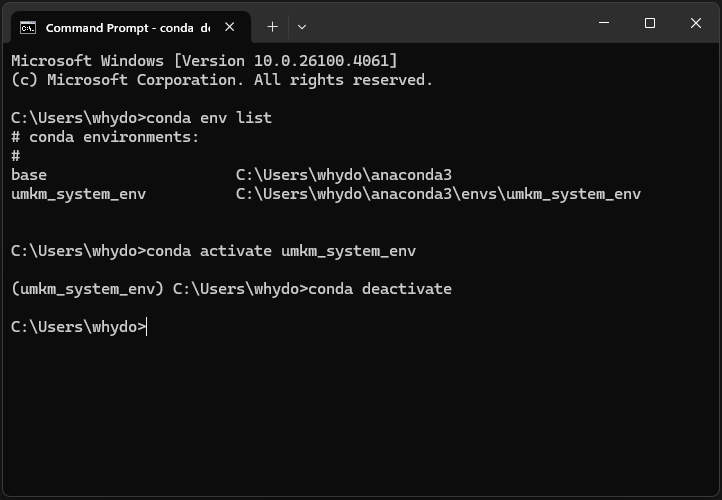 Command Prompt - conda de
Microsoft Windows [Version 10.0.26100.4061]
(c) Microsoft Corporation. All rights reserved.
C:\Users\whydo>conda env list
# conda environments:
#
base                     C:\Users\whydo\anaconda3
umkm_system_env          C:\Users\whydo\anaconda3\envs\umkm_system_env
C:\Users\whydo>conda activate umkm_system_env
(umkm_system_env) C:\Users\whydo>conda deactivate
C:\Users\whydo>